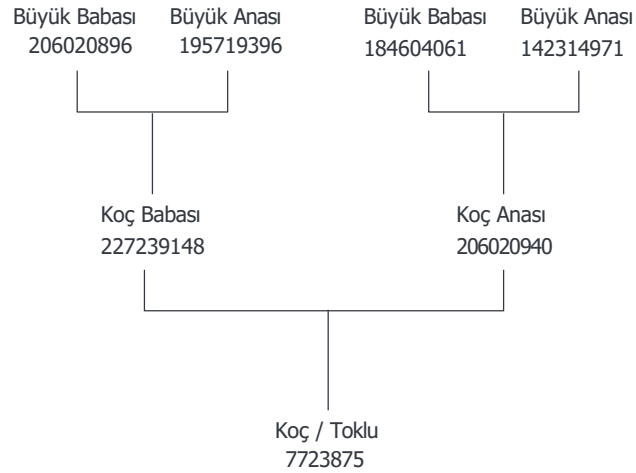 Büyük Babası Büyük Anası Büyük Babası Büyük Anası
206020896 195719396 184604061 142314971
Koç Babası Koç Anası
227239148 206020940
Koç / Toklu
7723875